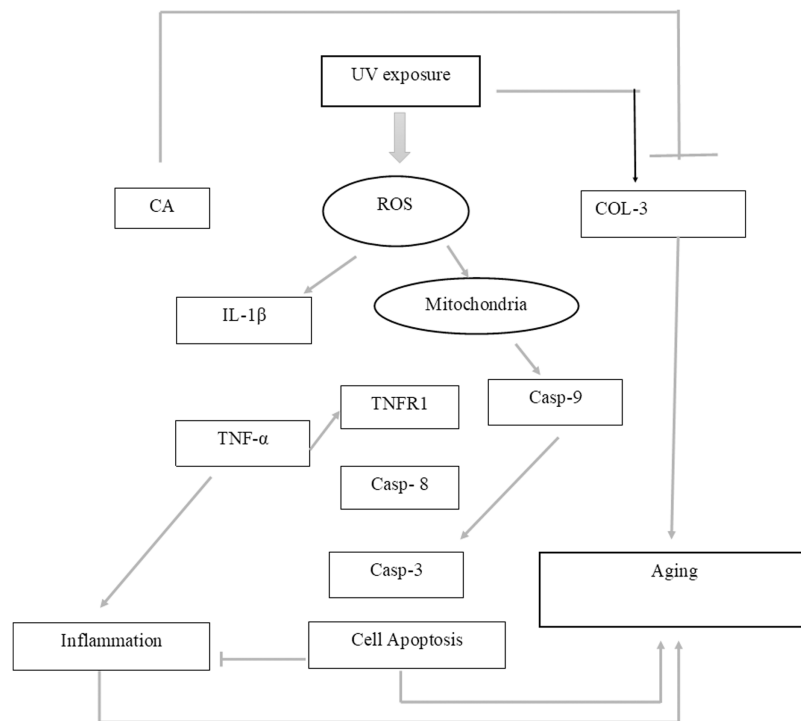 UV exposure
CA
ROS
COL-3
IL-1β
Mitochondria
TNFR1
Casp-9
TNF-α
Casp- 8
Casp-3
Aging
Inflammation
Cell Apoptosis